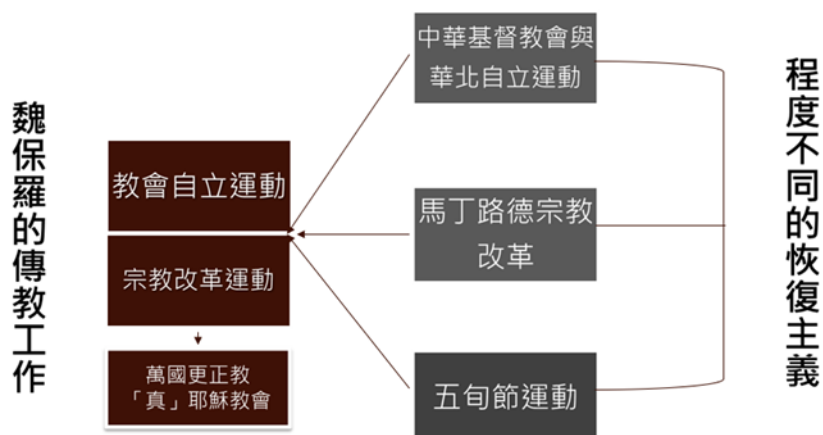 魏保羅的傳教工作
教會自立運動
宗教改革運動
萬國更正教
「真」耶穌教會
中華基督教會與
華北自立運動
馬丁路德宗教
改革
五旬節運動
程度不同的恢復主義